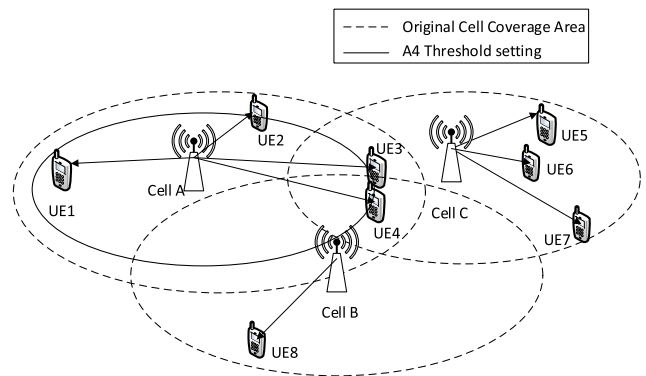 Original Cell Coverage Area
A4 Threshold setting
UE2
UE5
UE3
UE6
Cell A
UE1
Cell C
UE4
UE7
Cell B
UE8